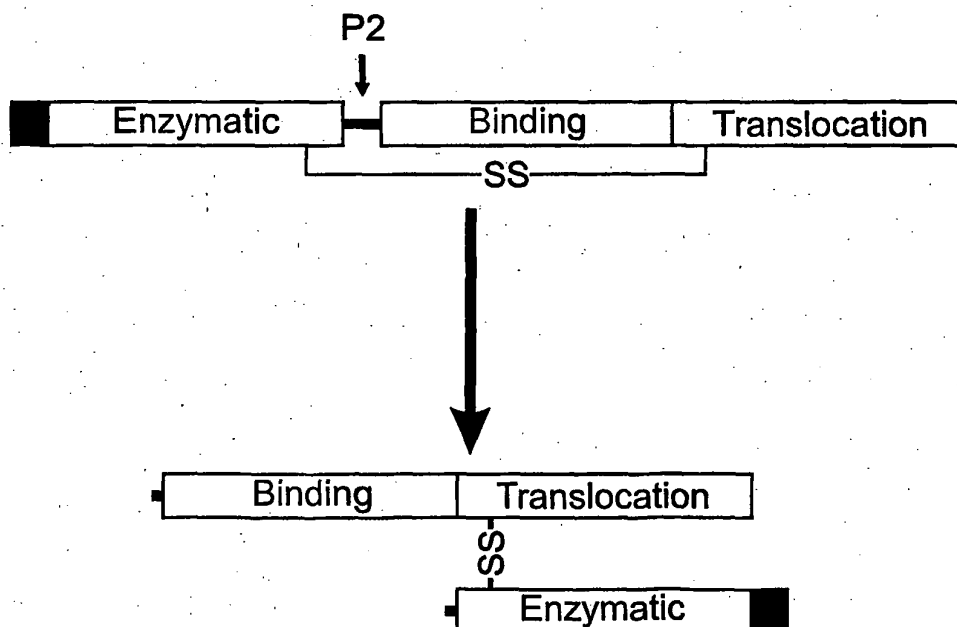 P2
Enzymatic Binding Translocation
SS
Binding Translocation
SS
Enzymatic